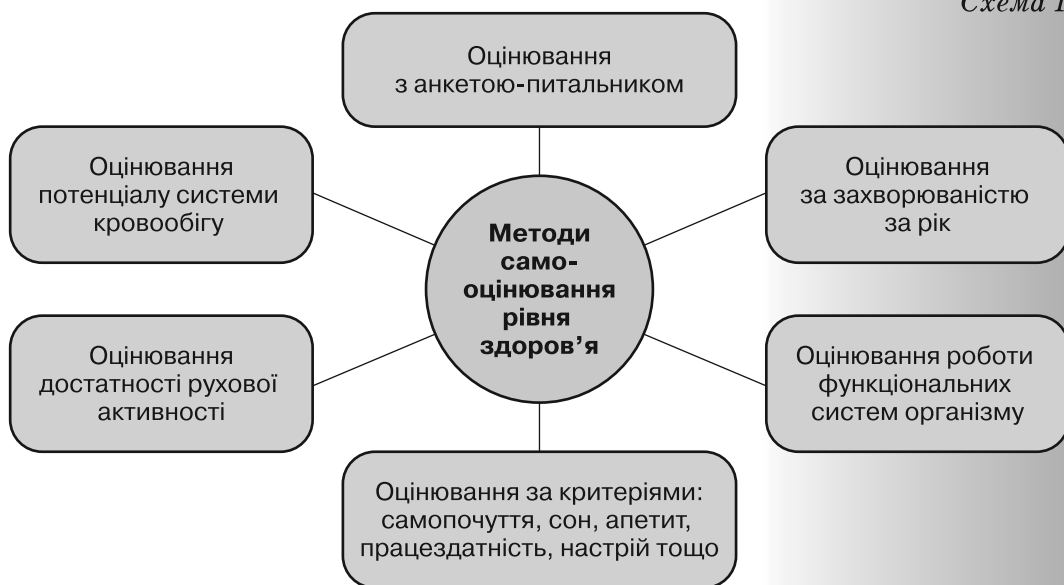 Схема 1
Оцінювання
з анкетою-питальником
Оцінювання
потенціалу системи
кровообігу
Оцінювання
за захворюваністю
за рік
Методи
само-
оцінювання
рівня
здоров’я
Оцінювання
достатності рухової
активності
Оцінювання роботи
функціональних
систем організму
Оцінювання за критеріями:
самопочуття, сон, апетит,
працездатність, настрій тощо